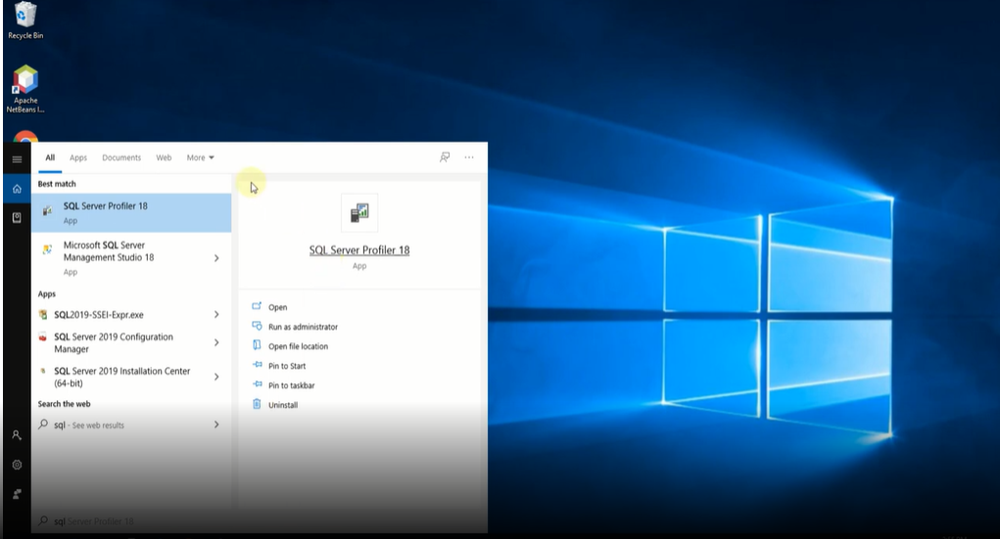 Recycle Bin
Apache
NetBeans I...
All Apps Documents Web More
Best match
SQL Server Profiler 18
App
Microsoft SQL Server
Management Studio 18
App
Apps
SQL2019-SSEI-Expr.exe
SQL Server 2019 Configuration
Manager
SQL Server 2019 Installation Center
(64-bit)
Search the web
sql - See web results
SQL Server Profiler 18
App
Open
Run as administrator
Open file location
Pin to Start
Pin to taskbar
Uninstall
sql Server Profiler 18